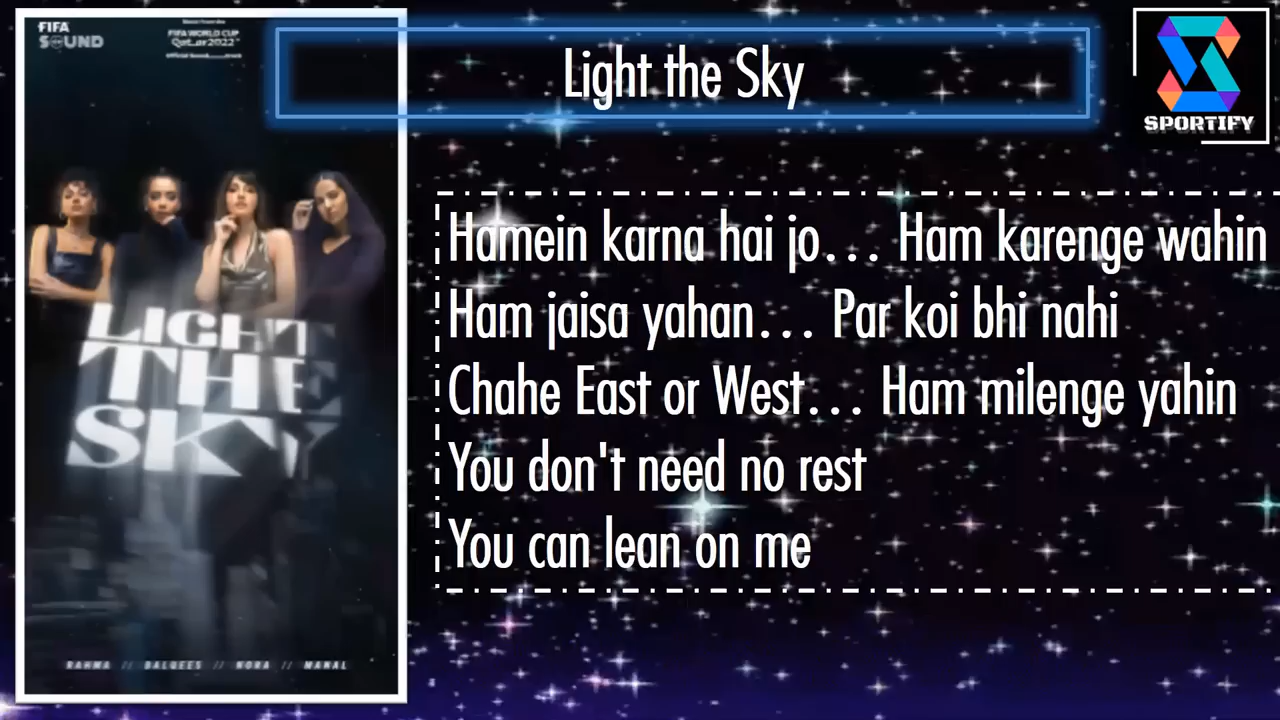 FIFA
SOUND
FIFA WORLD CUP
Qatar2022
Light the Sky
SPORTIFY
Hamein karna hai jo... Ham karenge wahin
Ham jaisa yahan... Par koi bhi nahi
Chahe East or West... Ham milenge yahin
You don't need no rest
You can lean on me
LIGHT
THE
SKY
RAHMA // BALQEES // NORA // MANAL